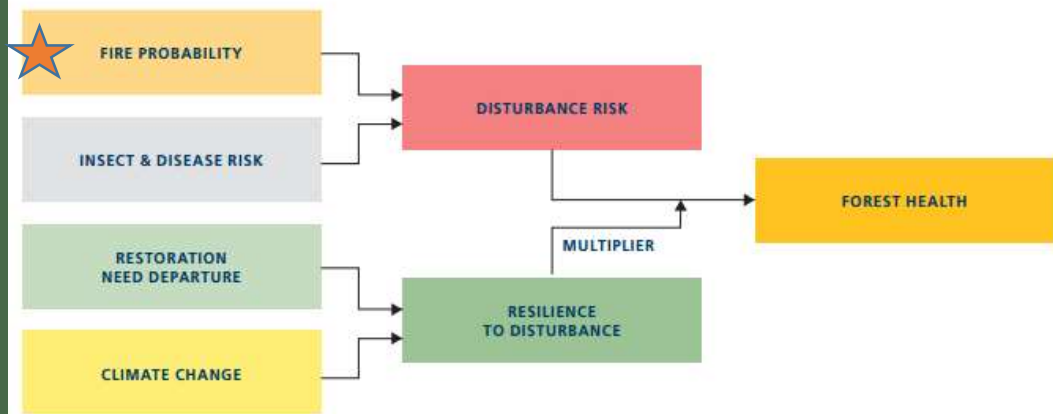 FIRE PROBABILITY
INSECT & DISEASE RISK
RESTORATION
NEED DEPARTURE
CLIMATE CHANGE
DISTURBANCE RISK
MULTIPLIER
RESILIENCE
TO DISTURBANCE
FOREST HEALTH